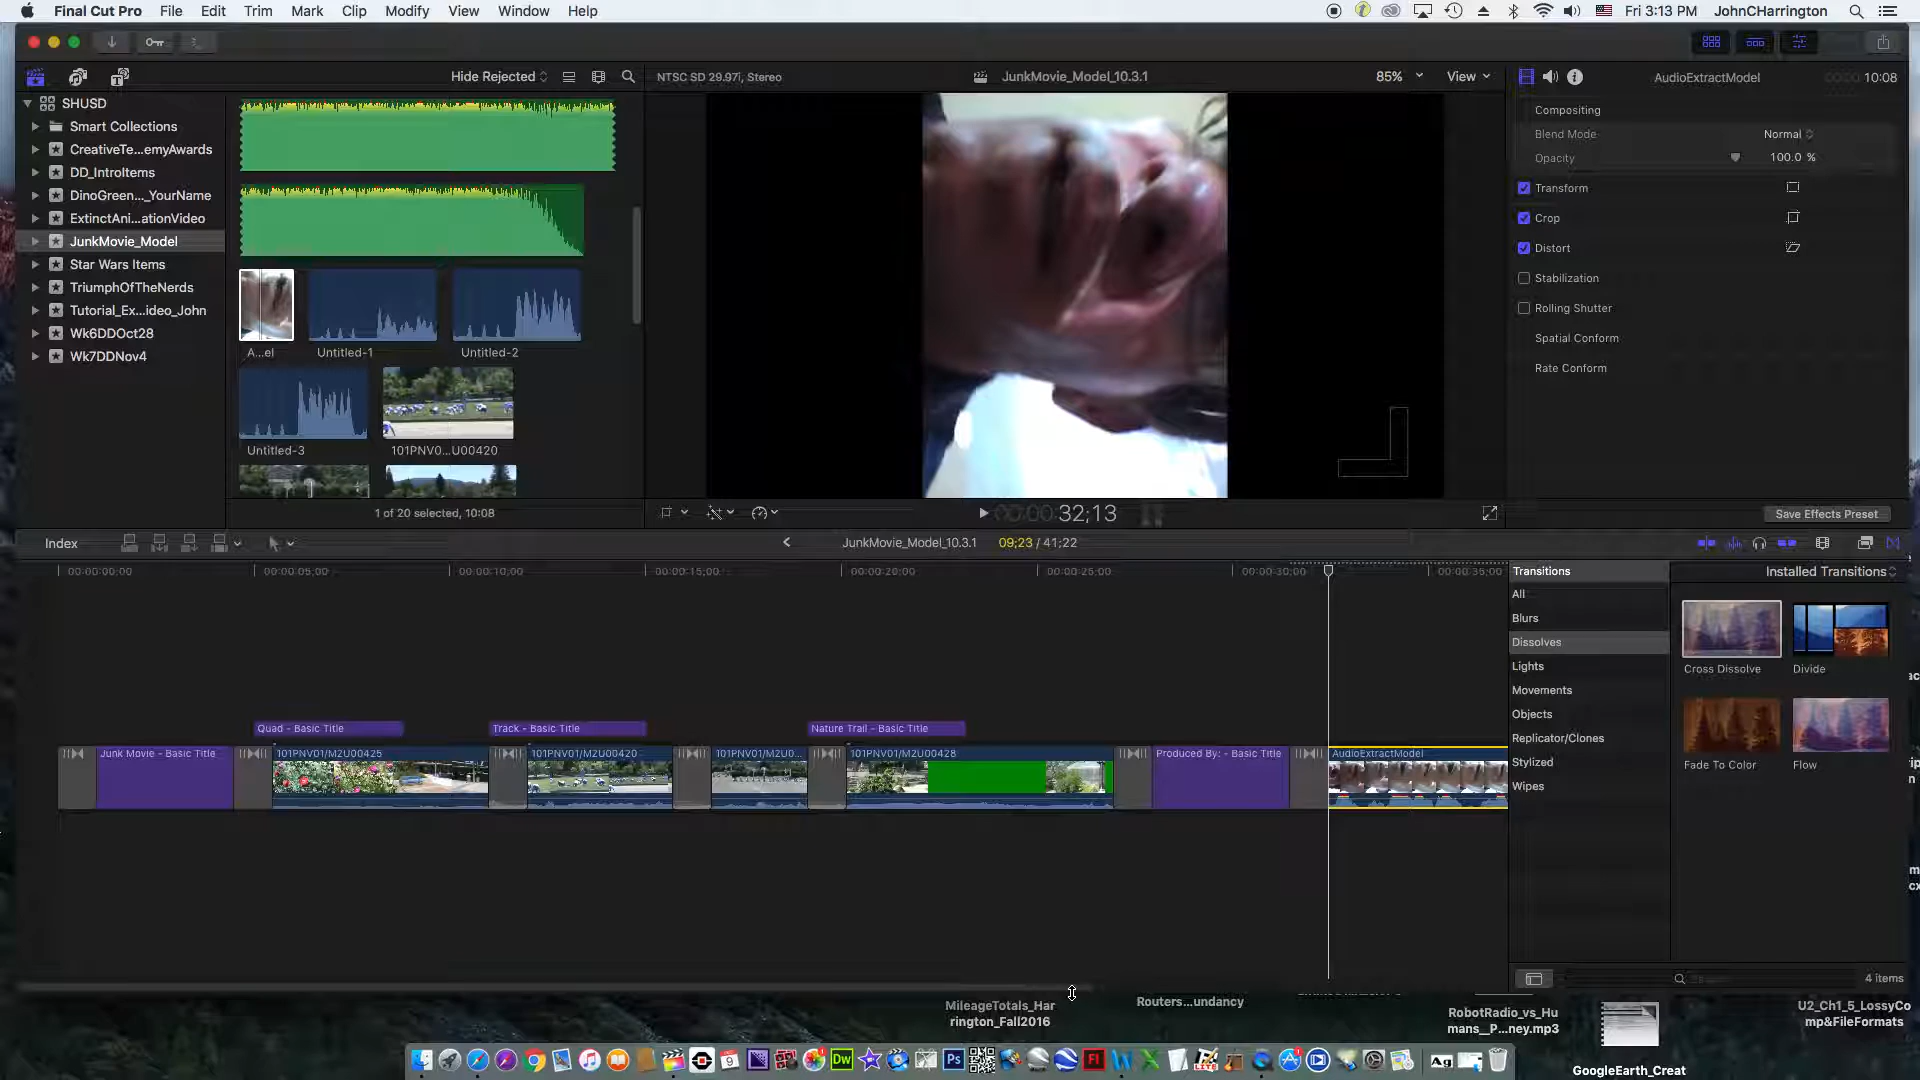 Final Cut Pro File Edit Trim Mark Clip Modify View Window Help
Fri 3:13 PM JohnCHarrington
Hide Rejected
NTSC SD 29.97i, Stereo
JunkMovie_Model_10.3.1
85% View
AudioExtractModel
10:08
SHUSD
Smart Collections
CreativeTe...emyAwards
DD_IntroItems
DinoGreen..._YourName
ExtinctAni...ationVideo
JunkMovie_Model
Star Wars Items
TriumphOfTheNerds
Tutorial_Ex...ideo_John
Wk6DDOct28
Wk7DDNov4
A...el
Untitled-1
Untitled-2
Untitled-3
101PNV0...U00420
1 of 20 selected, 10:08
32;13
Compositing
Blend Mode Normal
Opacity 100.0 %
Transform
Crop
Distort
Stabilization
Rolling Shutter
Spatial Conform
Rate Conform
Save Effects Preset
Index
JunkMovie_Model_10.3.1 09;23 / 41;22
00:00:00;00 00:00:05;00 00:00:10;00 00:00:15;00 00:00:20;00 00:00:25;00 00:00:30;00 00:00:35;00
Quad - Basic Title
Track - Basic Title
Nature Trail - Basic Title
Junk Movie - Basic Title
101PNV01/M2U00425
101PNV01/M2U00420
101PNV01/M2U0...
101PNV01/M2U00428
Produced By: - Basic Title
AudioExtractModel
Transitions
Installed Transitions
All
Blurs
Dissolves
Lights
Movements
Objects
Replicator/Clones
Stylized
Wipes
Cross Dissolve
Divide
Fade To Color
Flow
4 items
MileageTotals_Har
rington_Fall2016
Routers...undancy
RobotRadio_vs_Hu
mans__P...ney.mp3
U2_Ch1_5_LossyCo
mp&FileFormats
GoogleEarth_Creat
9
Dw
Ps
Fl
Ag